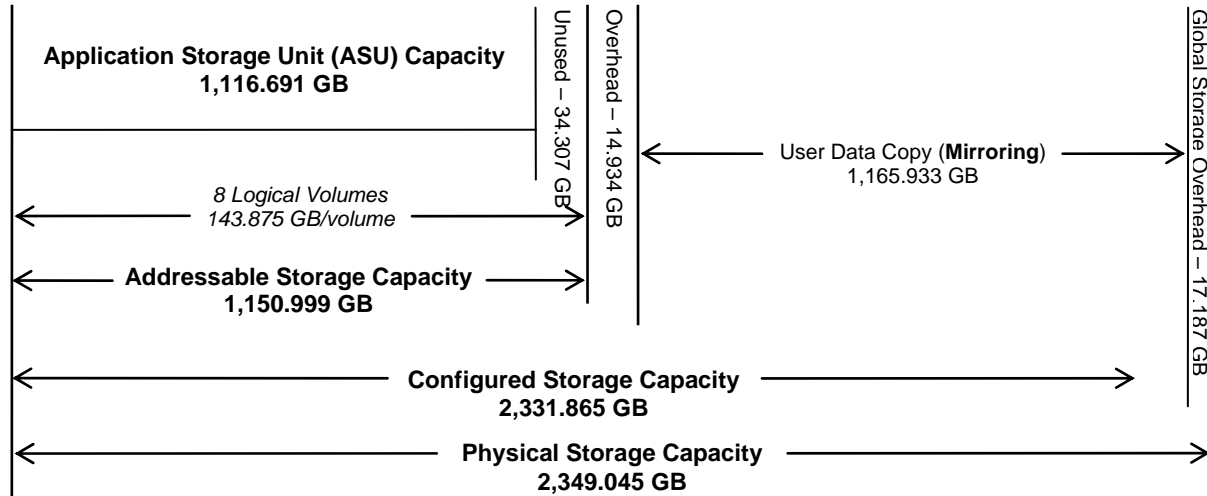 Application Storage Unit (ASU) Capacity
1,116.691 GB
Unused – 34.307 GB
Overhead – 14.934 GB
User Data Copy (Mirroring)
1,165.933 GB
Global Storage Overhead – 17.187 GB
8 Logical Volumes
143.875 GB/volume
Addressable Storage Capacity
1,150.999 GB
Configured Storage Capacity
2,331.865 GB
Physical Storage Capacity
2,349.045 GB